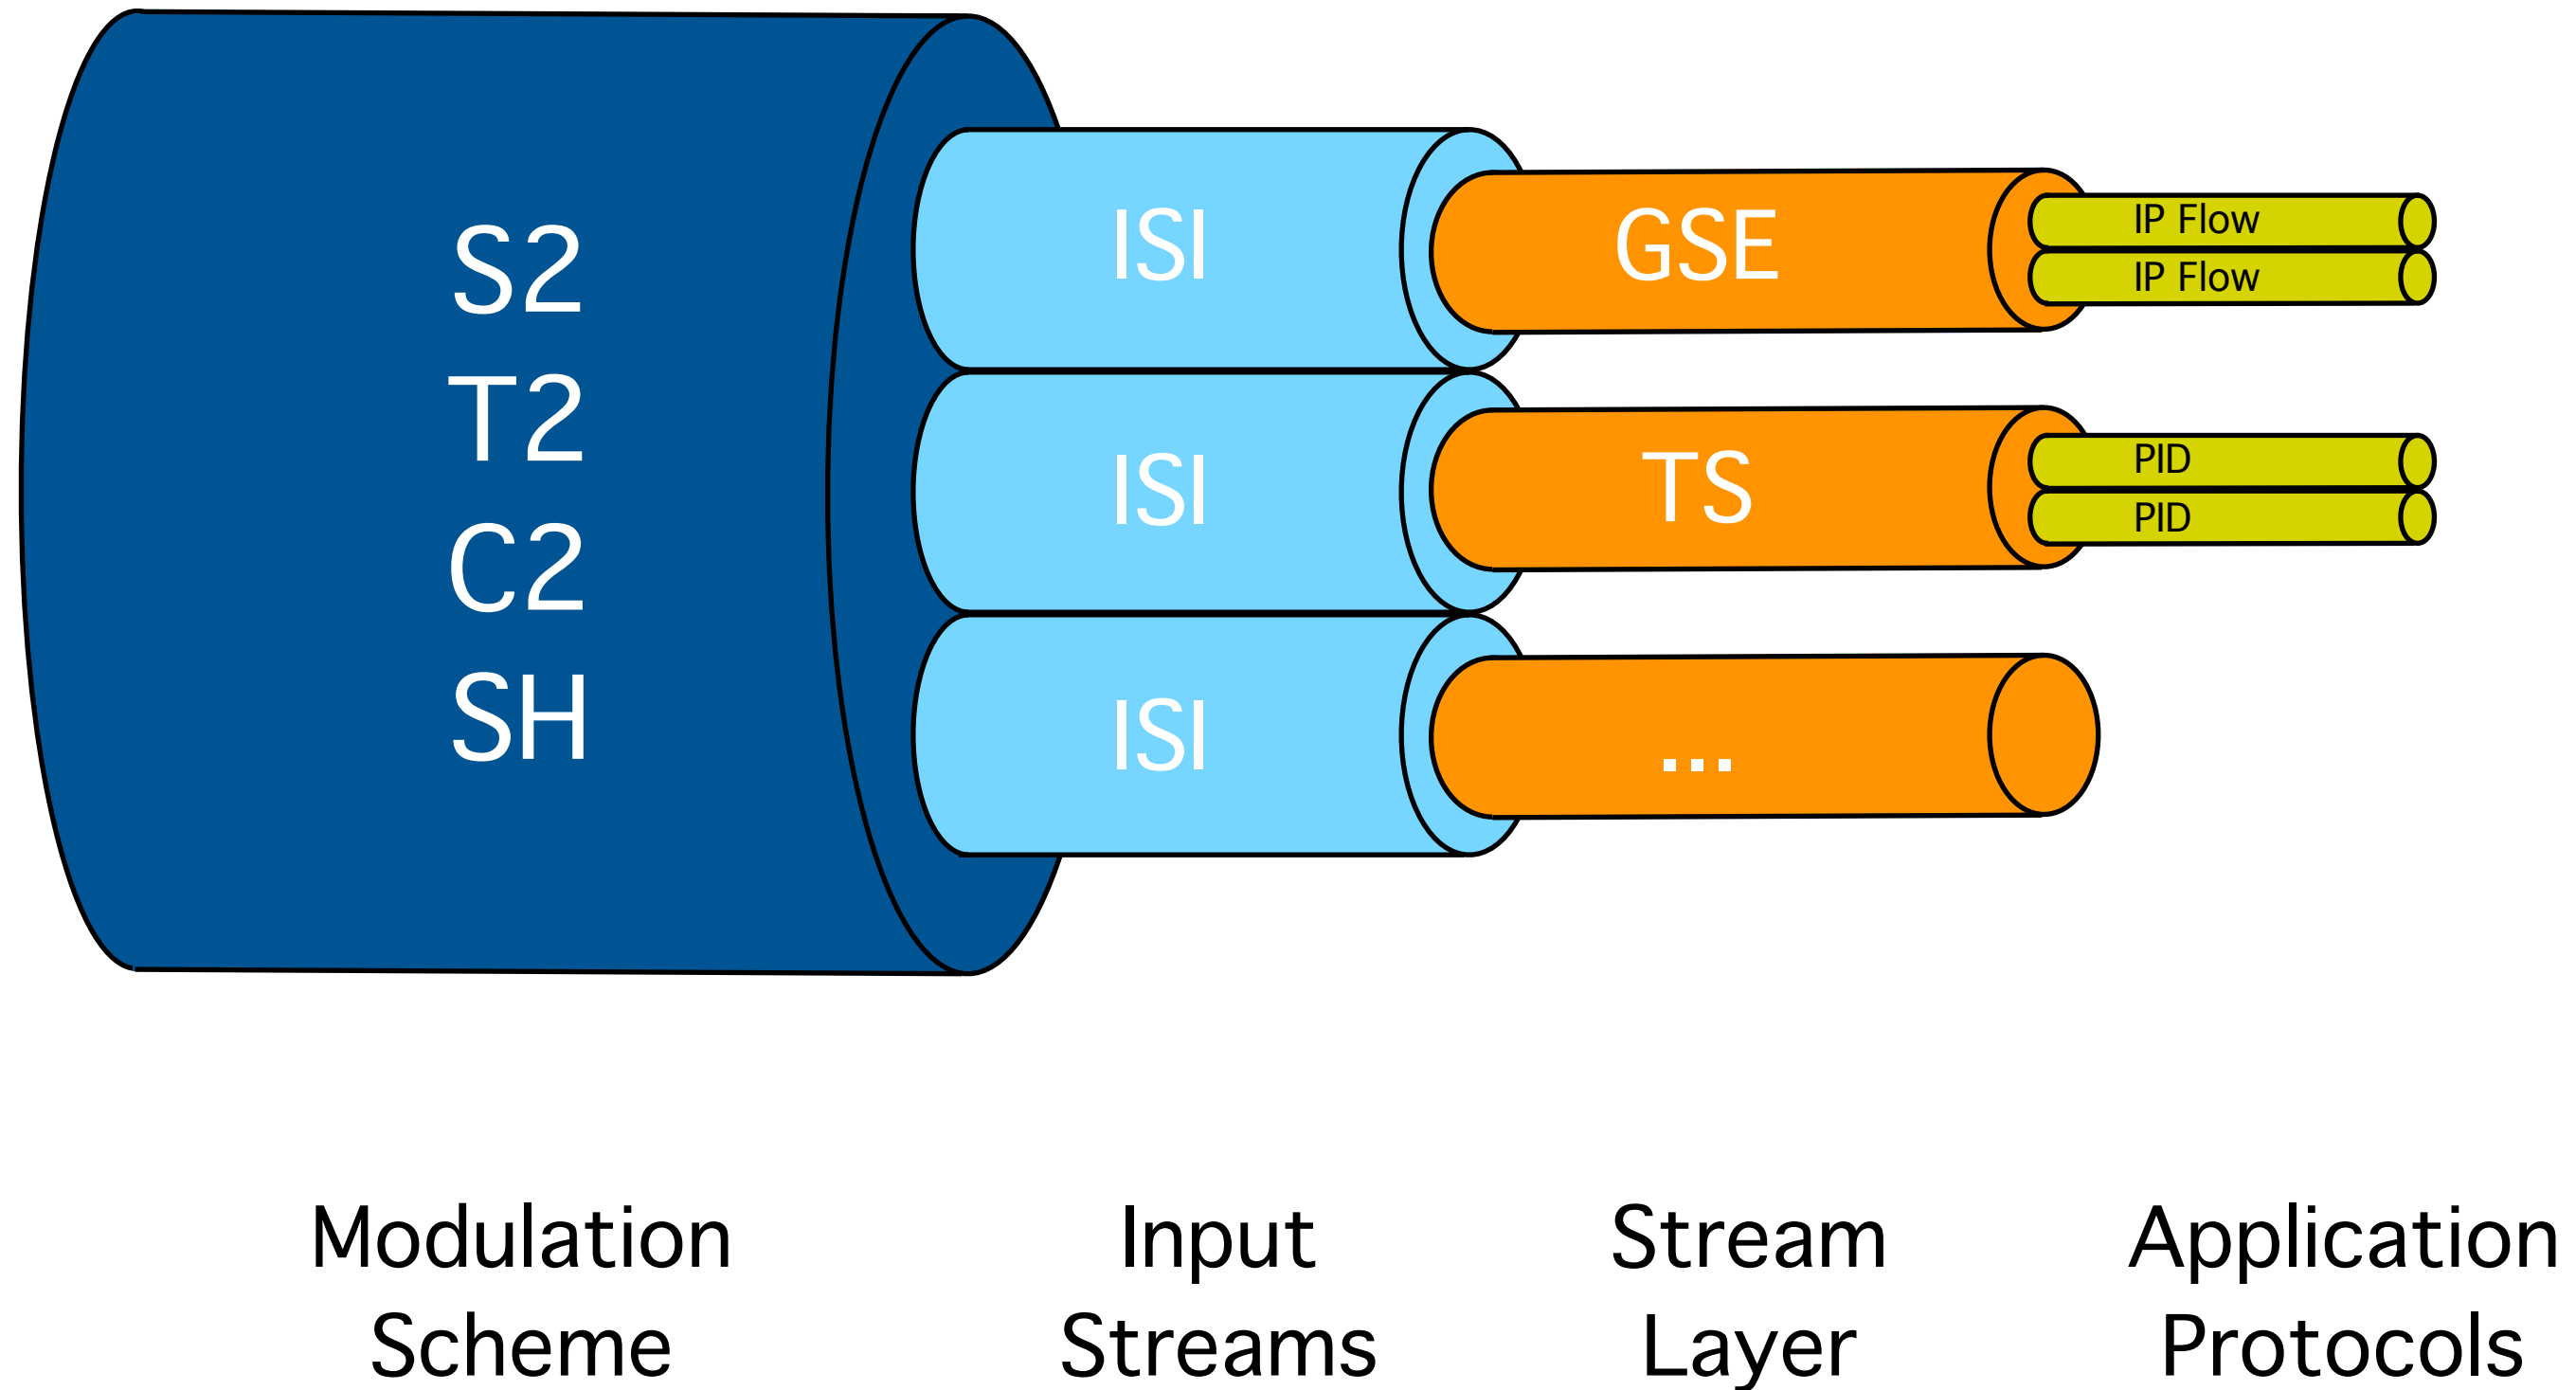 S2
T2
C2
SH
ISI
GSE
IP Flow
IP Flow
ISI
TS
PID
PID
ISI
...
Modulation
Scheme
Input
Streams
Stream
Layer
Application
Protocols